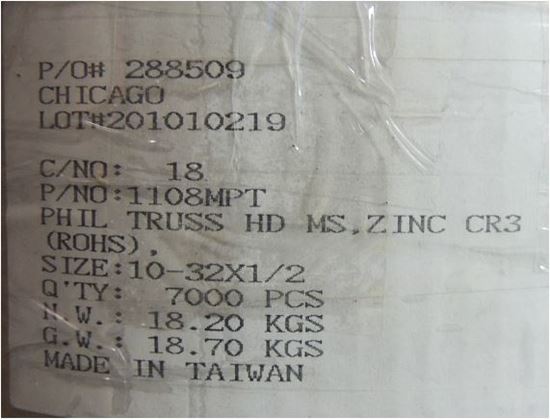 P/O# 288509
CHICAGO
LOT#201010219
C/NO: 18
P/NO:1108MPT
PHIL TRUSS HD MS,ZINC CR3
(ROHS),
SIZE:10-32X1/2
Q'TY: 7000 PCS
N.W.: 18.20 KGS
G.W.: 18.70 KGS
MADE IN TAIWAN